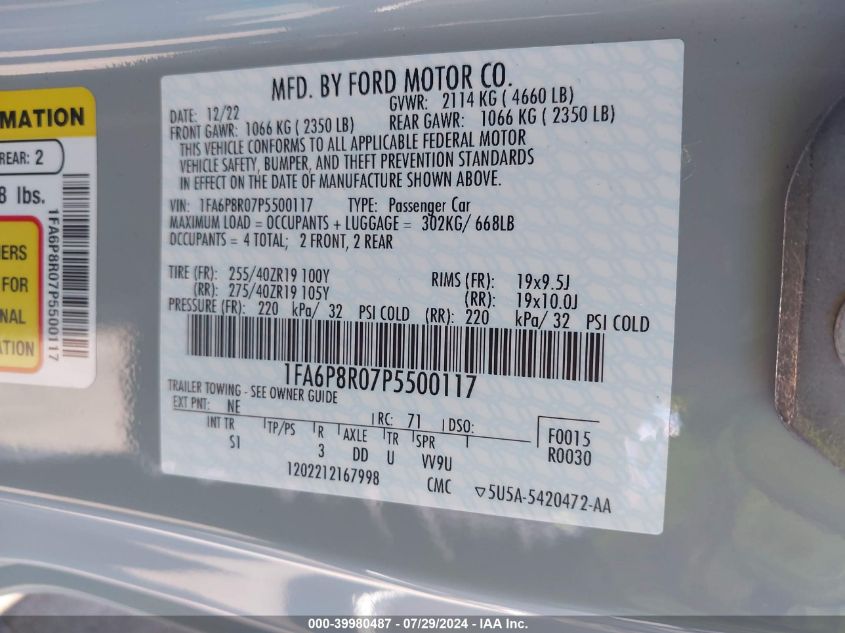 MFD. BY FORD MOTOR CO.
DATE: 12/22 GVWR: 2114 KG ( 4660 LB)
FRONT GAWR: 1066 KG ( 2350 LB) REAR GAWR: 1066 KG ( 2350 LB)
THIS VEHICLE CONFORMS TO ALL APPLICABLE FEDERAL MOTOR
VEHICLE SAFETY, BUMPER, AND THEFT PREVENTION STANDARDS
IN EFFECT ON THE DATE OF MANUFACTURE SHOWN ABOVE.
VIN: 1FA6P8R07P5500117 TYPE: Passenger Car
MAXIMUM LOAD = OCCUPANTS + LUGGAGE = 302KG/ 668LB
OCCUPANTS = 4 TOTAL; 2 FRONT, 2 REAR
TIRE (FR): 255/40ZR19 100Y RIMS (FR): 19x9.5J
(RR): 275/40ZR19 105Y (RR): 19x10.0J
PRESSURE (FR): 220 kPa/ 32 PSI COLD (RR): 220 kPa/ 32 PSI COLD
1FA6P8R07P5500117
TRAILER TOWING - SEE OWNER GUIDE
EXT PNT: NE RC: 71 DSO:
INT TR TP/PS R AXLE TR SPR F0015
SI 3 DD U VV9U R0030
1202212167998 CMC ▽5U5A-5420472-AA
MATION
REAR: 2
8 lbs.
1FA6P8R07P5500117
ERS
FOR
NAL
ATION
000-39980487 - 07/29/2024 - IAA Inc.